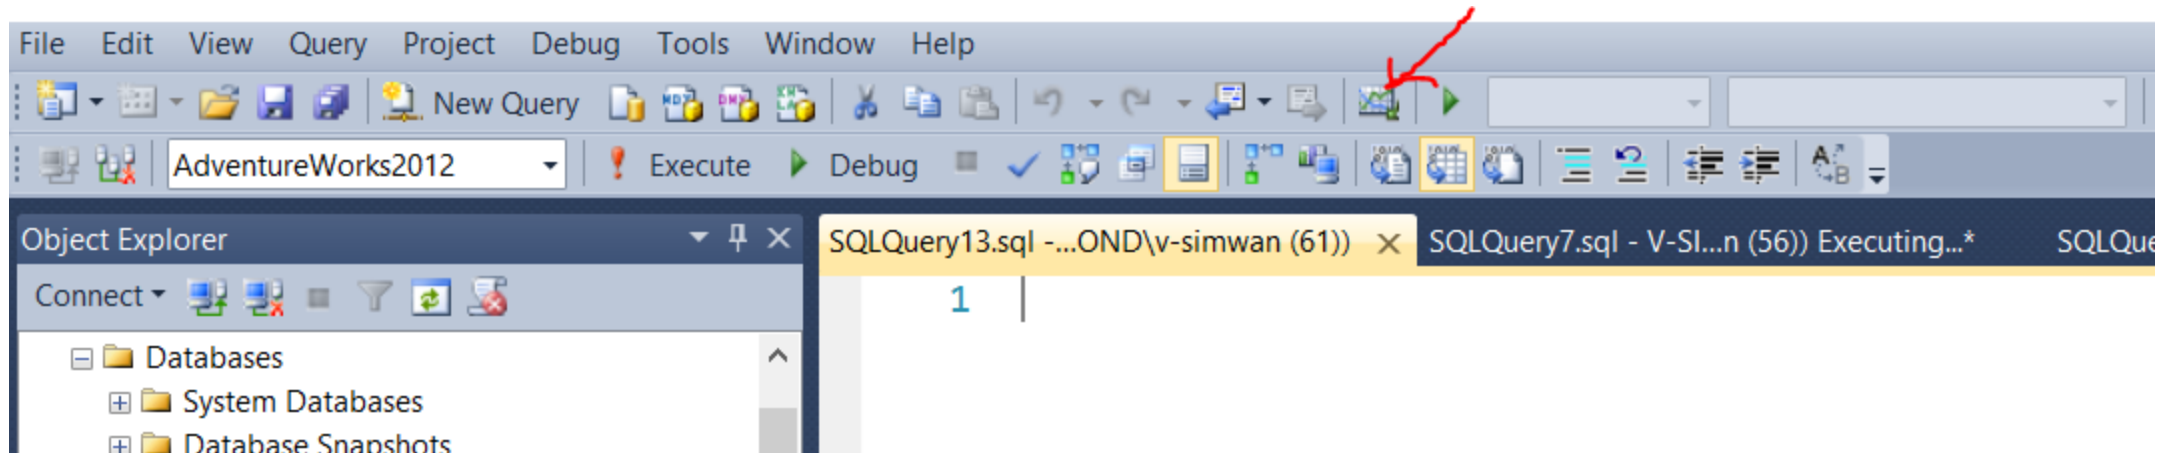 File Edit View Query Project Debug Tools Window Help
New Query
AdventureWorks2012 Execute Debug
Object Explorer
SQLQuery13.sql -...OND\v-simwan (61)) SQLQuery7.sql - V-SI...n (56)) Executing...* SQLQue
Connect
1
Databases
System Databases
Database Snapshots